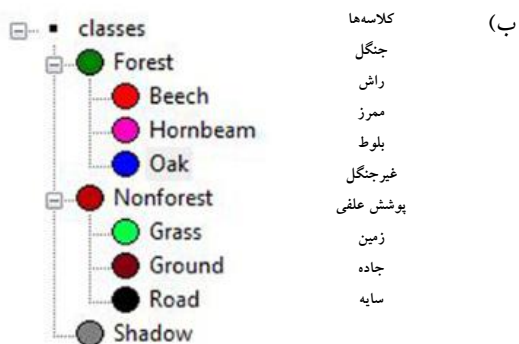 classes
Forest
Beech
Hornbeam
Oak
Nonforest
Grass
Ground
Road
Shadow
ب)
کلاسه‌ها
جنگل
راش
ممرز
بلوط
غیرجنگل
پوشش علفی
زمین
جاده
سایه